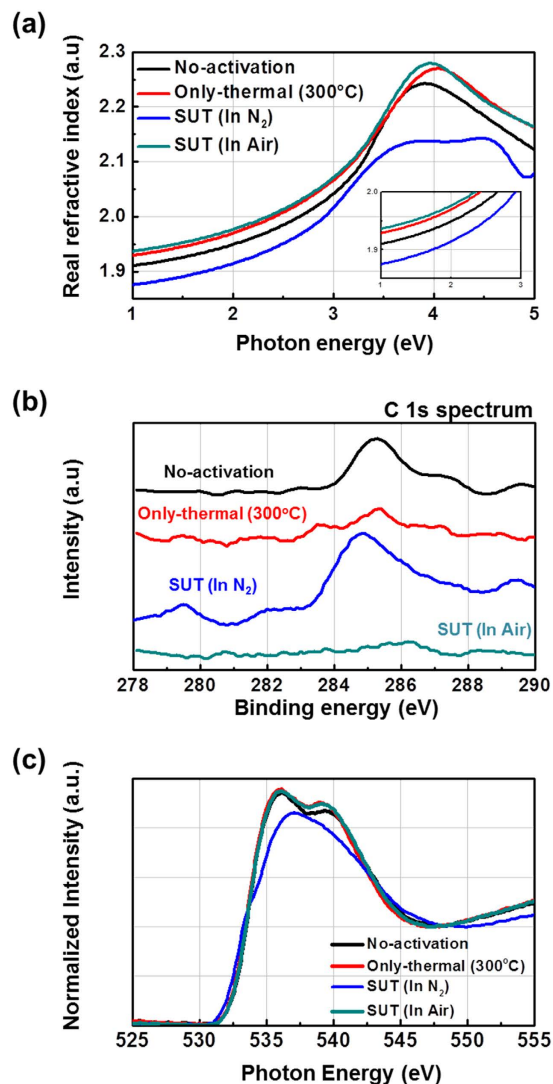 (a)
Real refractive index (a.u)
2.3
2.2
2.1
2.0
1.9
No-activation
Only-thermal (300°C)
SUT (In N₂)
SUT (In Air)
2.0
1.9
1.8
1 2 3
1 2 3 4 5
Photon energy (eV)
(b)
C 1s spectrum
Intensity (a.u)
No-activation
Only-thermal (300°C)
SUT (In N₂)
SUT (In Air)
278 280 282 284 286 288 290
Binding energy (eV)
(c)
Normalized Intensity (a.u.)
No-activation
Only-thermal (300°C)
SUT (In N₂)
SUT (In Air)
525 530 535 540 545 550 555
Photon Energy (eV)